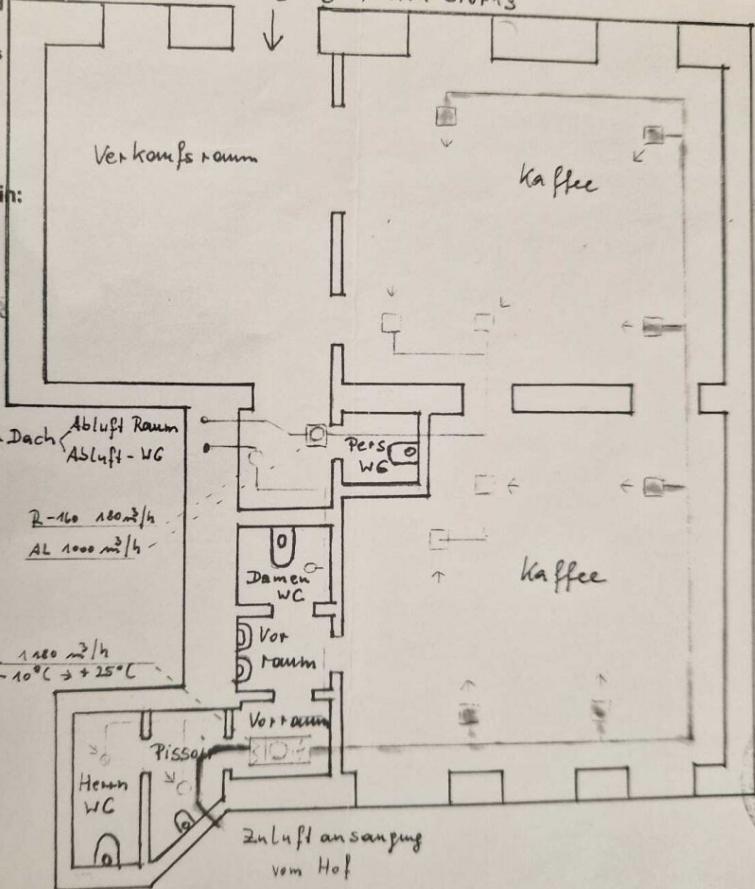 in:
Verkaufsraum
Kaffee
Dach
Abluft Raum
Abluft-WC
Pers
WC
R-160 180 m³/h
AL 1000 m³/h
Damen
WC
Kaffee
Vor
raum
1180 m³/h
-10°C → +25°C
Vorraum
Pissoir
Herrn
WC
Zuluftansaugung
vom Hof